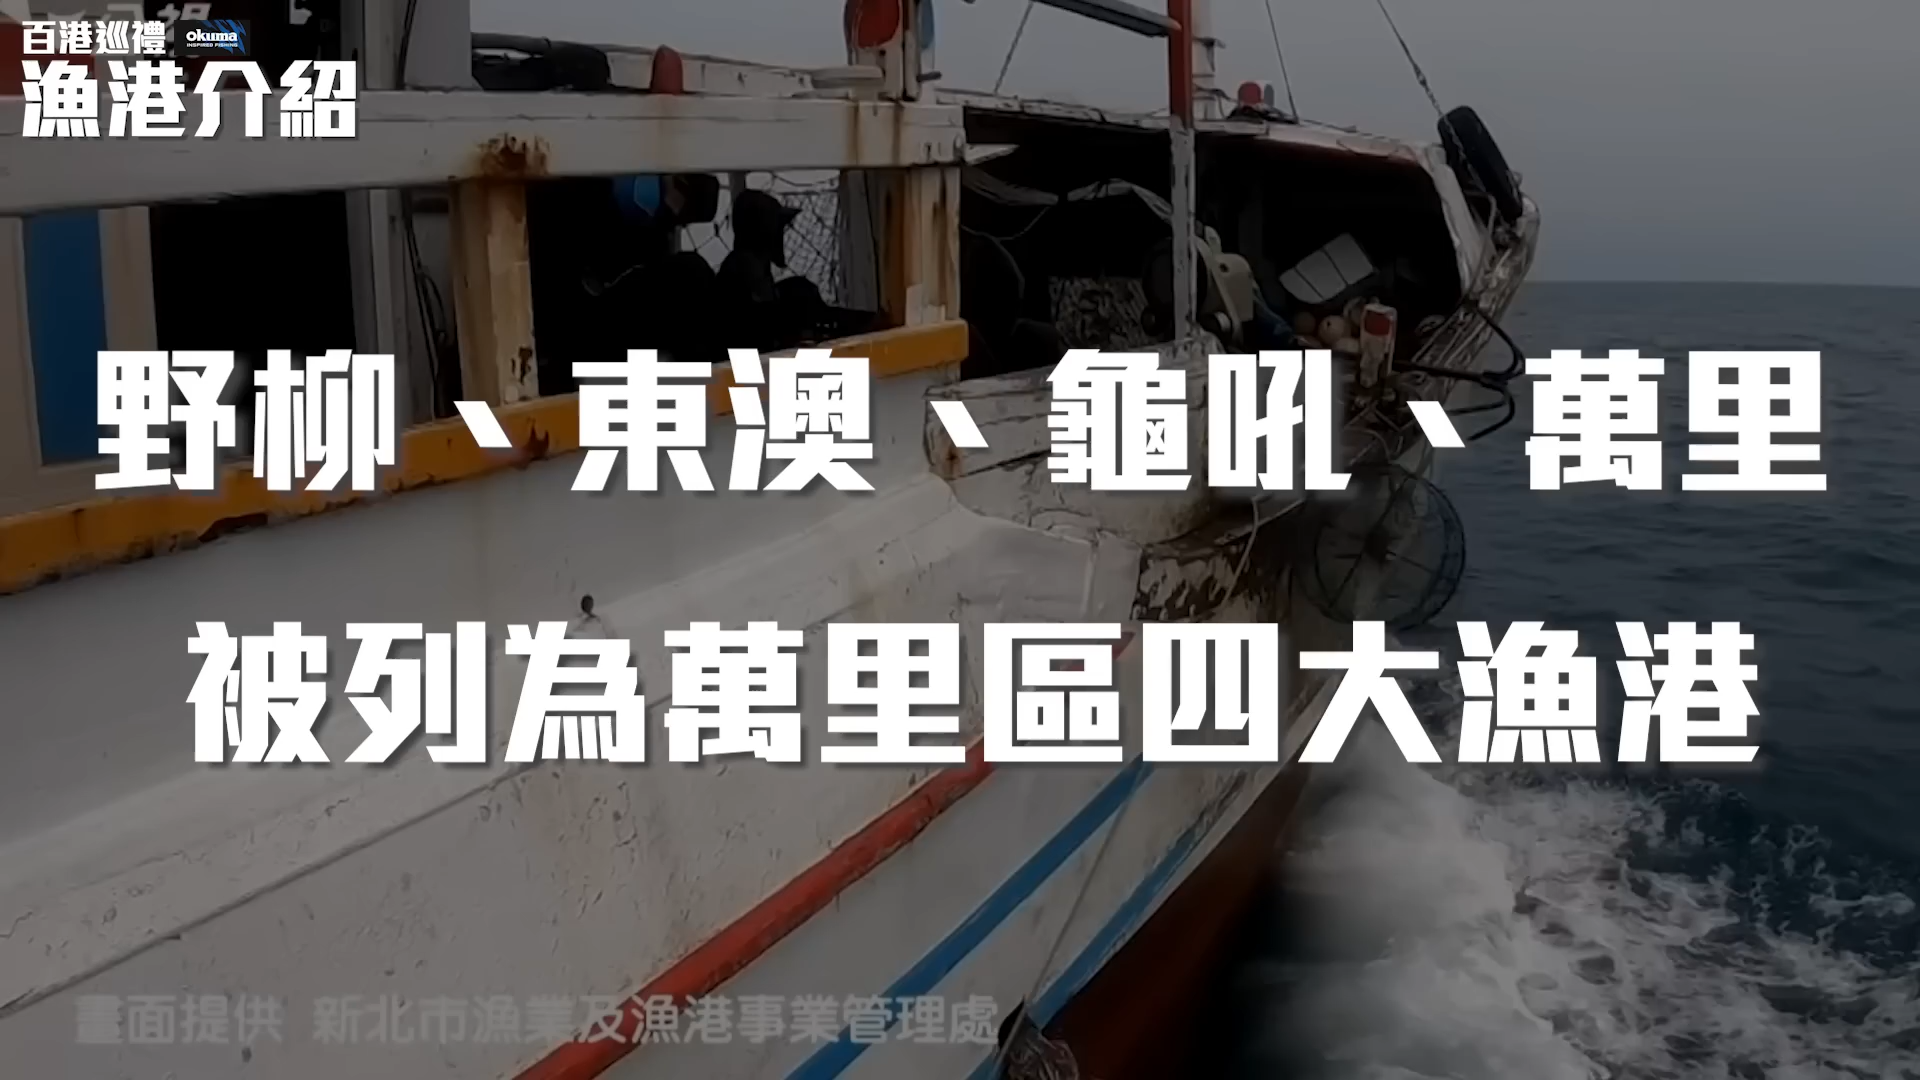 百港巡禮 okuma
INSPIRED FISHING
漁港介紹
野柳、東澳、龜吼、萬里
被列為萬里區四大漁港
畫面提供 新北市漁業及漁港事業管理處